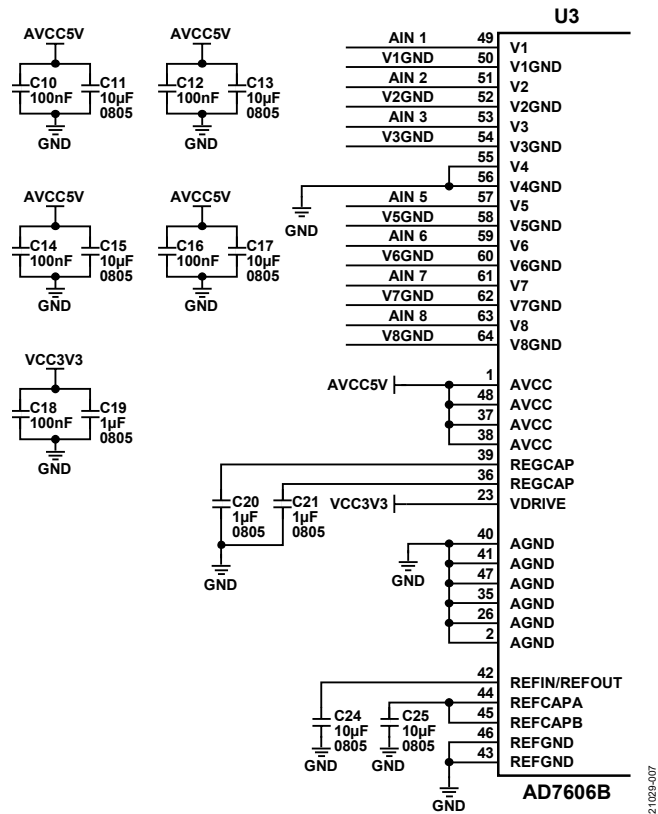 U3
AVCC5V
C10
100nF
C11
10µF
0805
GND
AVCC5V
C12
100nF
C13
10µF
0805
GND
AVCC5V
C14
100nF
C15
10µF
0805
GND
AVCC5V
C16
100nF
C17
10µF
0805
GND
VCC3V3
C18
100nF
C19
1µF
0805
GND
AIN 1 49 V1
V1GND 50 V1GND
AIN 2 51 V2
V2GND 52 V2GND
AIN 3 53 V3
V3GND 54 V3GND
55 V4
56 V4GND
GND
AIN 5 57 V5
V5GND 58 V5GND
AIN 6 59 V6
V6GND 60 V6GND
AIN 7 61 V7
V7GND 62 V7GND
AIN 8 63 V8
V8GND 64 V8GND
AVCC5V 1 AVCC
48 AVCC
37 AVCC
38 AVCC
39 REGCAP
36 REGCAP
VCC3V3 23 VDRIVE
C20
1µF
0805
C21
1µF
0805
GND
40 AGND
41 AGND
GND
47 AGND
35 AGND
26 AGND
2 AGND
42 REFIN/REFOUT
44 REFCAPA
45 REFCAPB
46 REFGND
43 REFGND
C24
10µF
0805
GND
C25
10µF
0805
GND
GND
AD7606B
21029-007